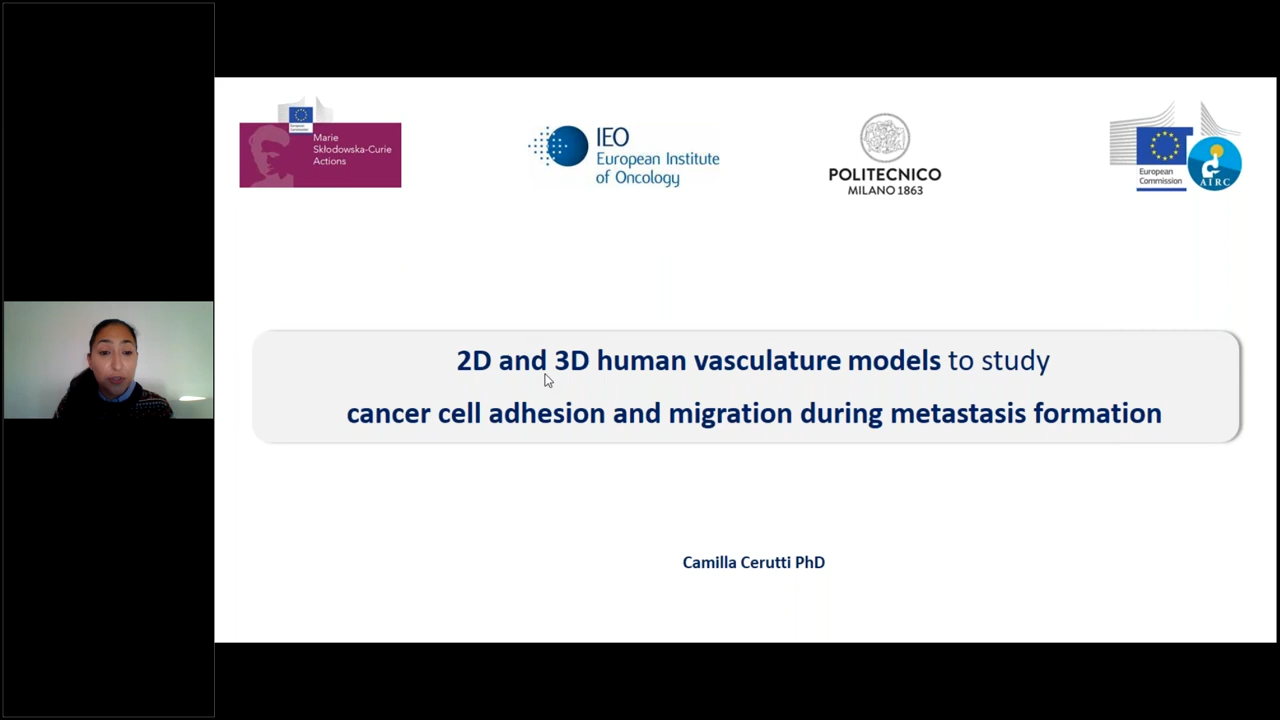 Marie
Skłodowska-Curie
Actions
IEO
European Institute
of Oncology
POLITECNICO
MILANO 1863
European
Commission
AIRC
2D and 3D human vasculature models to study
cancer cell adhesion and migration during metastasis formation
Camilla Cerutti PhD